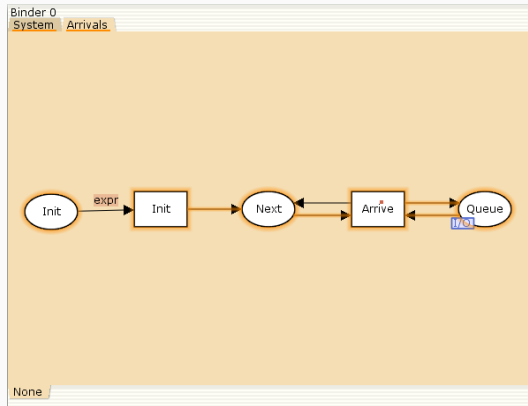 Binder 0
System Arrivals
expr
Init Init Next Arrive Queue
I/O
None